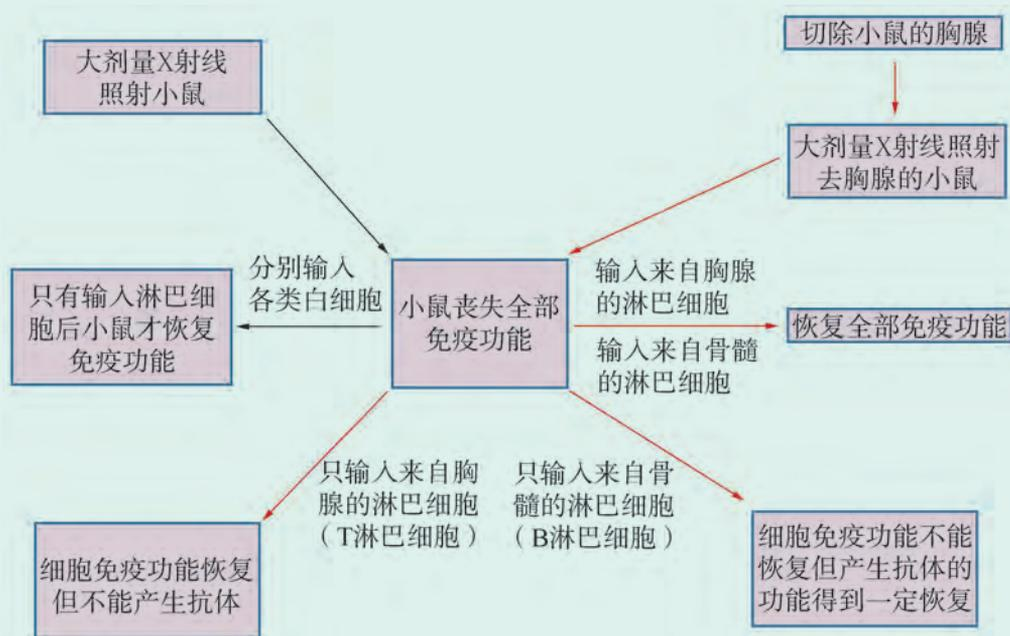 切除小鼠的胸腺
大剂量X射线
照射小鼠
大剂量X射线照射
去胸腺的小鼠
分别输入
各类白细胞
只有输入淋巴细
胞后小鼠才恢复
免疫功能
小鼠丧失全部
免疫功能
输入来自胸腺
的淋巴细胞
输入来自骨髓
的淋巴细胞
恢复全部免疫功能
只输入来自胸
腺的淋巴细胞
（T淋巴细胞）
只输入来自骨
髓的淋巴细胞
（B淋巴细胞）
细胞免疫功能恢复
但不能产生抗体
细胞免疫功能不能
恢复但产生抗体的
功能得到一定恢复